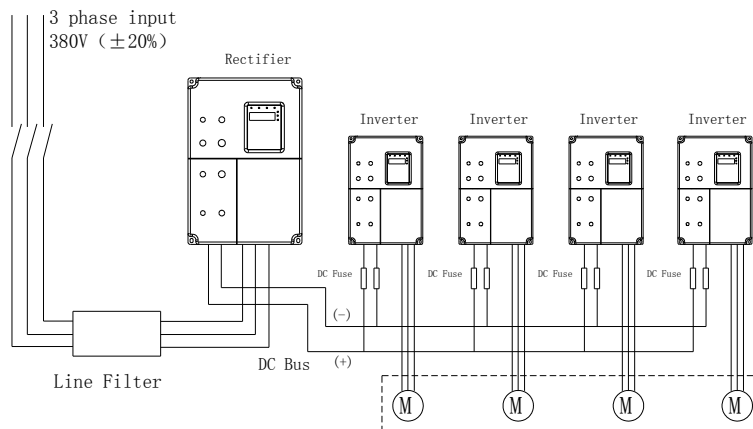 3 phase input
380V (±20%)
Rectifier
Inverter
Inverter
Inverter
Inverter
DC Fuse
DC Fuse
DC Fuse
DC Fuse
(-)
DC Bus
(+)
Line Filter
M
M
M
M